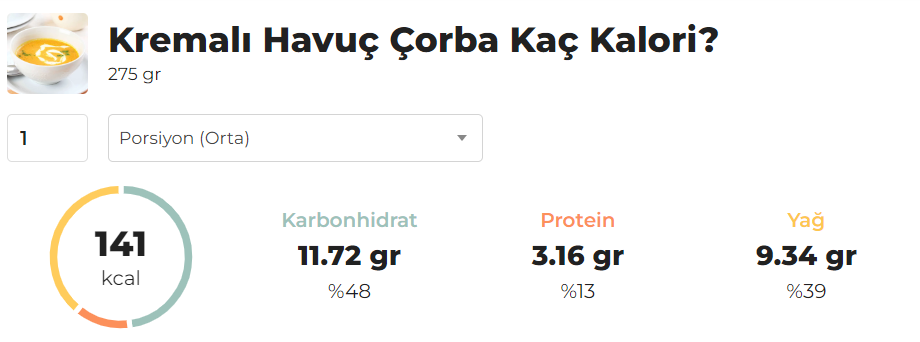 Kremalı Havuç Çorba Kaç Kalori?
275 gr
1
Porsiyon (Orta)
141
kcal
Karbonhidrat
11.72 gr
%48
Protein
3.16 gr
%13
Yağ
9.34 gr
%39